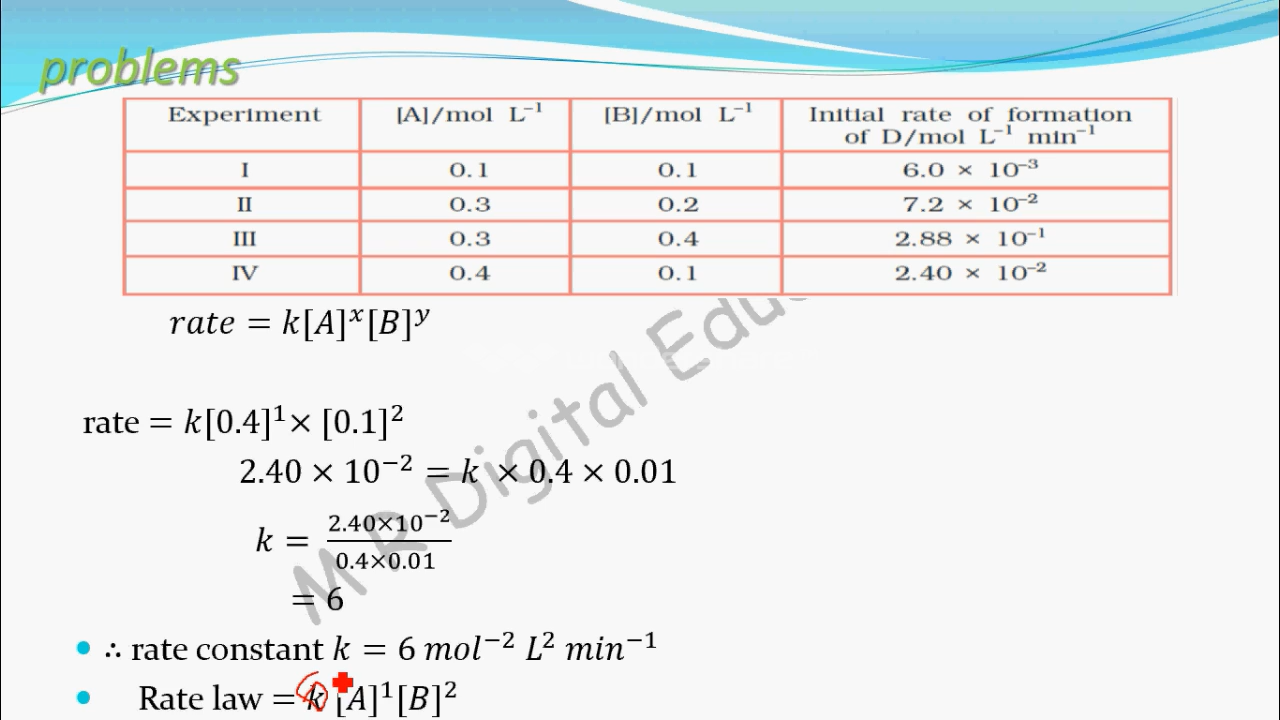 problems
Experiment [A]/mol L⁻¹ [B]/mol L⁻¹ Initial rate of formation of D/mol L⁻¹ min⁻¹
I 0.1 0.1 6.0 × 10⁻³
II 0.3 0.2 7.2 × 10⁻²
III 0.3 0.4 2.88 × 10⁻¹
IV 0.4 0.1 2.40 × 10⁻²
rate = k[A]ˣ[B]ʸ
rate = k[0.4]¹× [0.1]²
2.40 × 10⁻² = k × 0.4 × 0.01
k = 2.40×10⁻² / 0.4×0.01
= 6
• ∴ rate constant k = 6 mol⁻² L² min⁻¹
• Rate law = k [A]¹[B]²
M R Digital